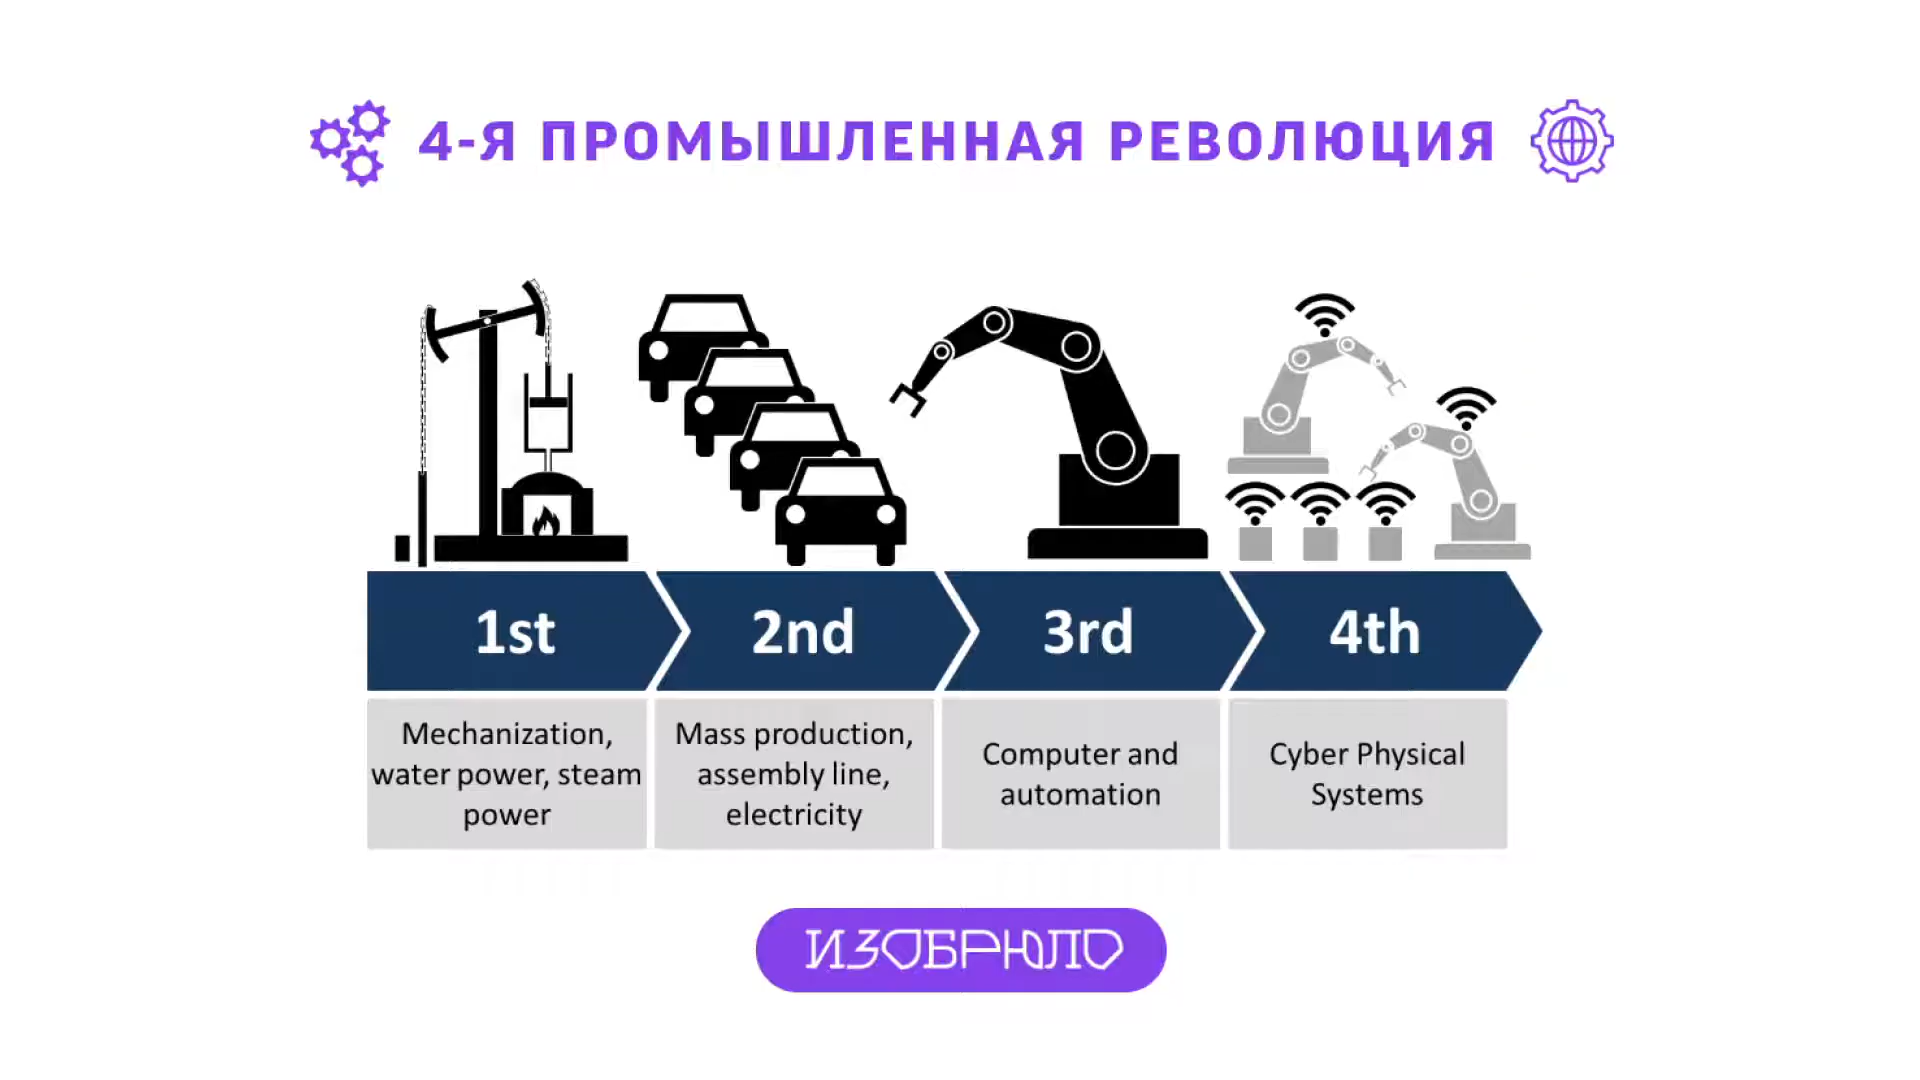 4-Я ПРОМЫШЛЕННАЯ РЕВОЛЮЦИЯ
1st
2nd
3rd
4th
Mechanization,
water power, steam
power
Mass production,
assembly line,
electricity
Computer and
automation
Cyber Physical
Systems
ИЗОБРЮЛО